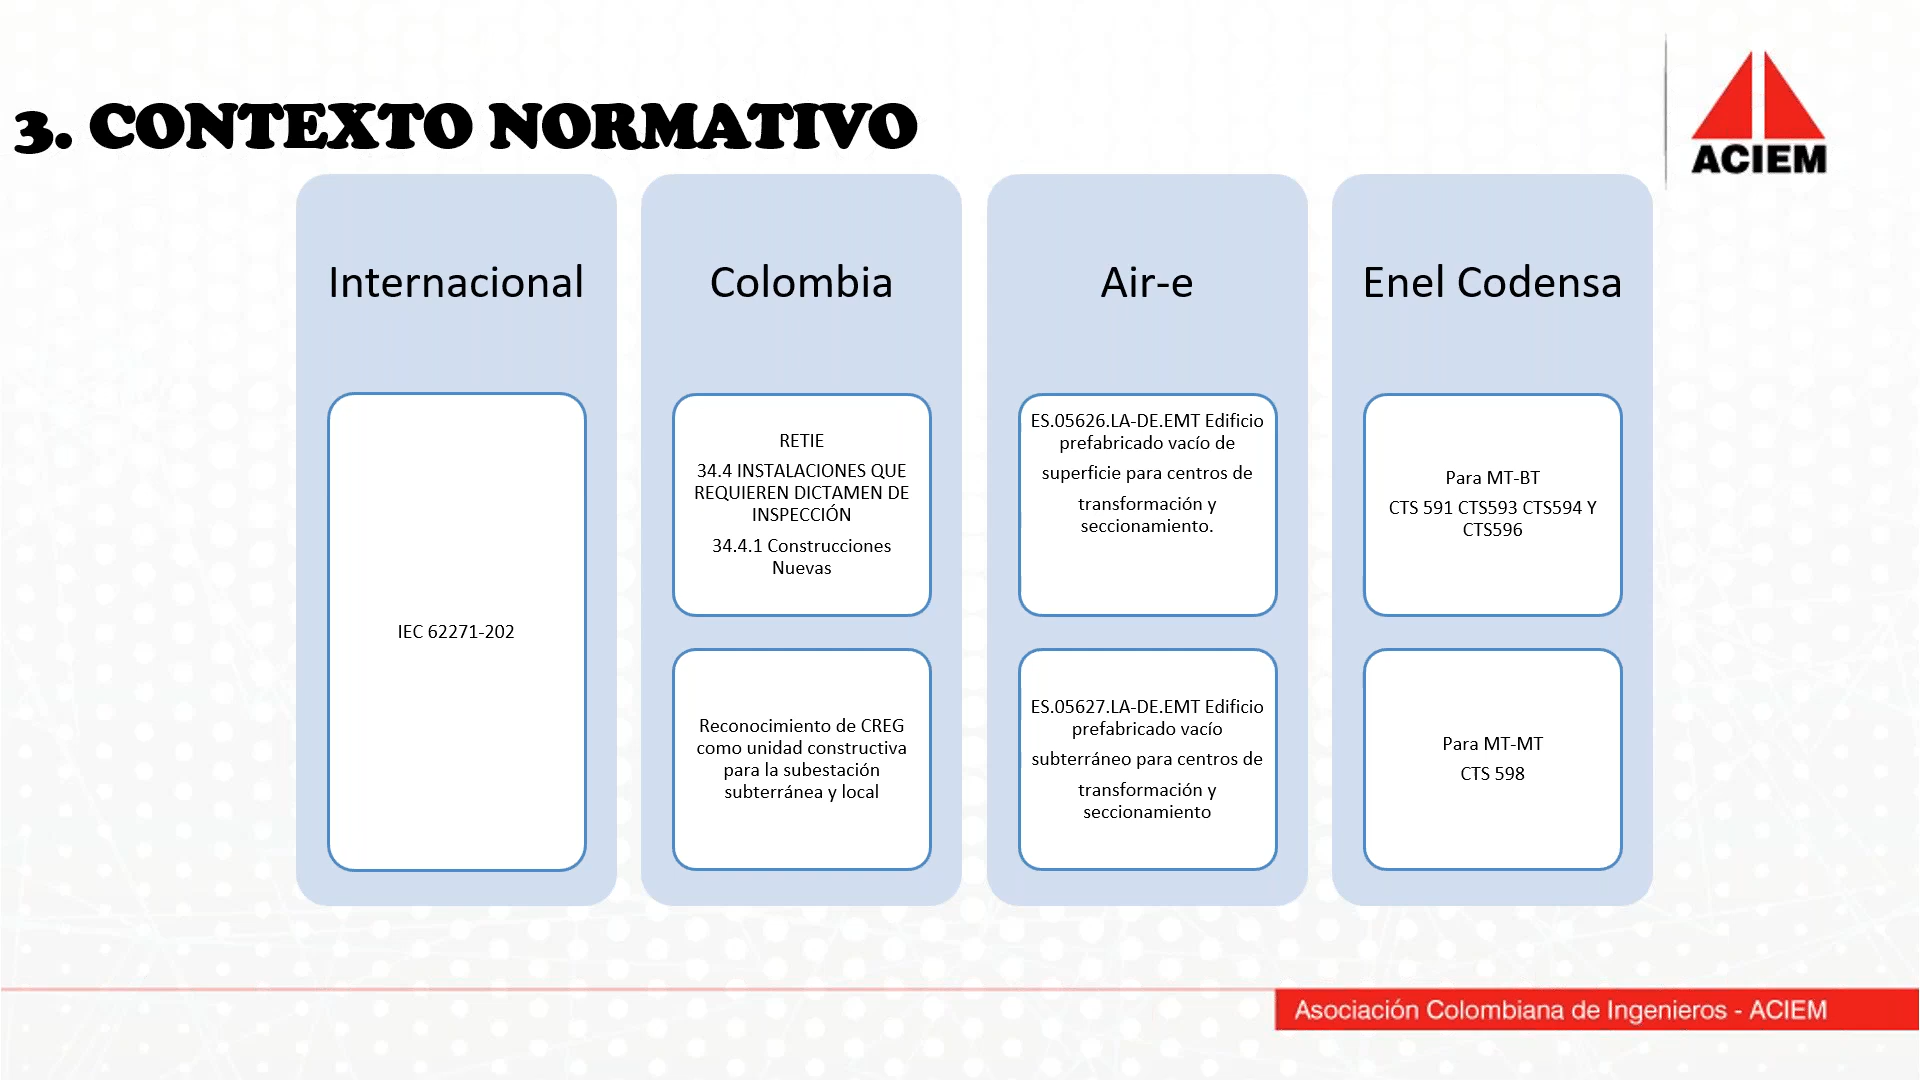 3. CONTEXTO NORMATIVO
ACIEM
Internacional
IEC 62271-202
Colombia
RETIE
34.4 INSTALACIONES QUE
REQUIEREN DICTAMEN DE
INSPECCIÓN
34.4.1 Construcciones
Nuevas
Reconocimiento de CREG
como unidad constructiva
para la subestación
subterránea y local
Air-e
ES.05626.LA-DE.EMT Edificio
prefabricado vacío de
superficie para centros de
transformación y
seccionamiento.
ES.05627.LA-DE.EMT Edificio
prefabricado vacío
subterráneo para centros de
transformación y
seccionamiento
Enel Codensa
Para MT-BT
CTS 591 CTS593 CTS594 Y
CTS596
Para MT-MT
CTS 598
Asociación Colombiana de Ingenieros - ACIEM